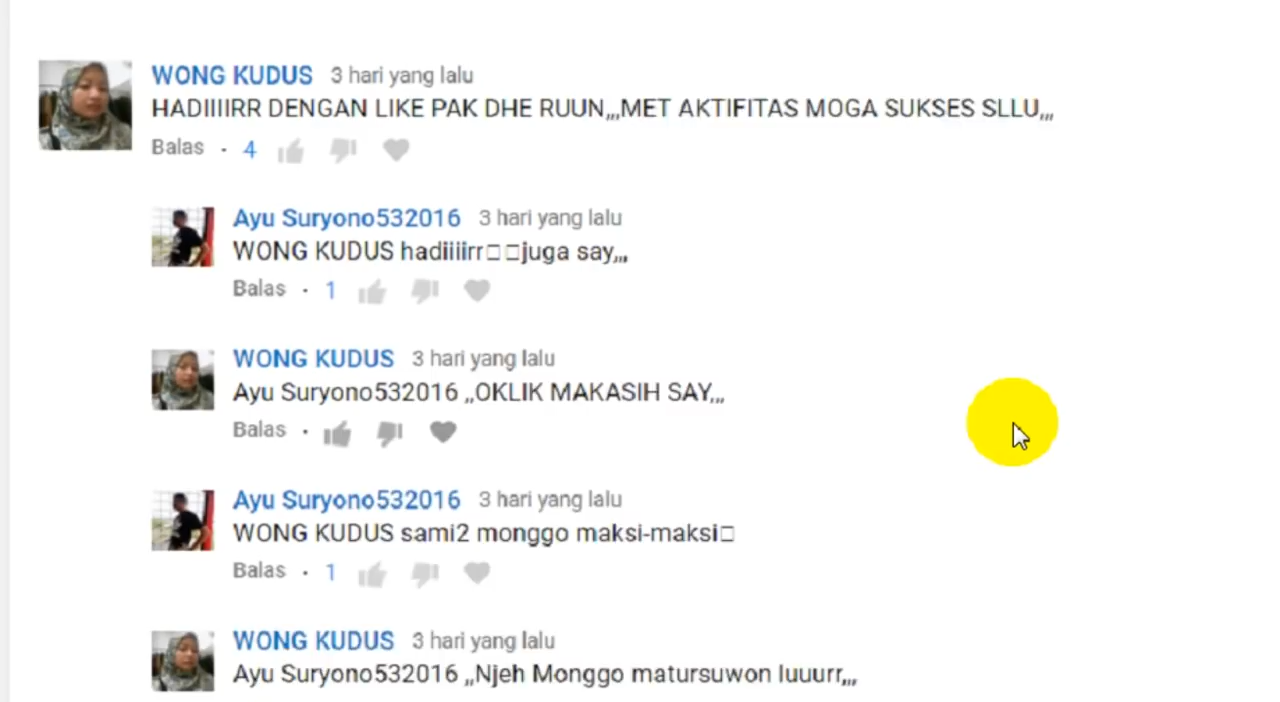 WONG KUDUS 3 hari yang lalu
HADIIIIRR DENGAN LIKE PAK DHE RUUN,,,MET AKTIFITAS MOGA SUKSES SLLU,,,
Balas · 4
Ayu Suryono532016 3 hari yang lalu
WONG KUDUS hadiiiirr□□juga say,,,
Balas · 1
WONG KUDUS 3 hari yang lalu
Ayu Suryono532016 ,,OKLIK MAKASIH SAY,,,
Balas ·
Ayu Suryono532016 3 hari yang lalu
WONG KUDUS sami2 monggo maksi-maksi□
Balas · 1
WONG KUDUS 3 hari yang lalu
Ayu Suryono532016 ,,Njeh Monggo matursuwon luuurr,,,